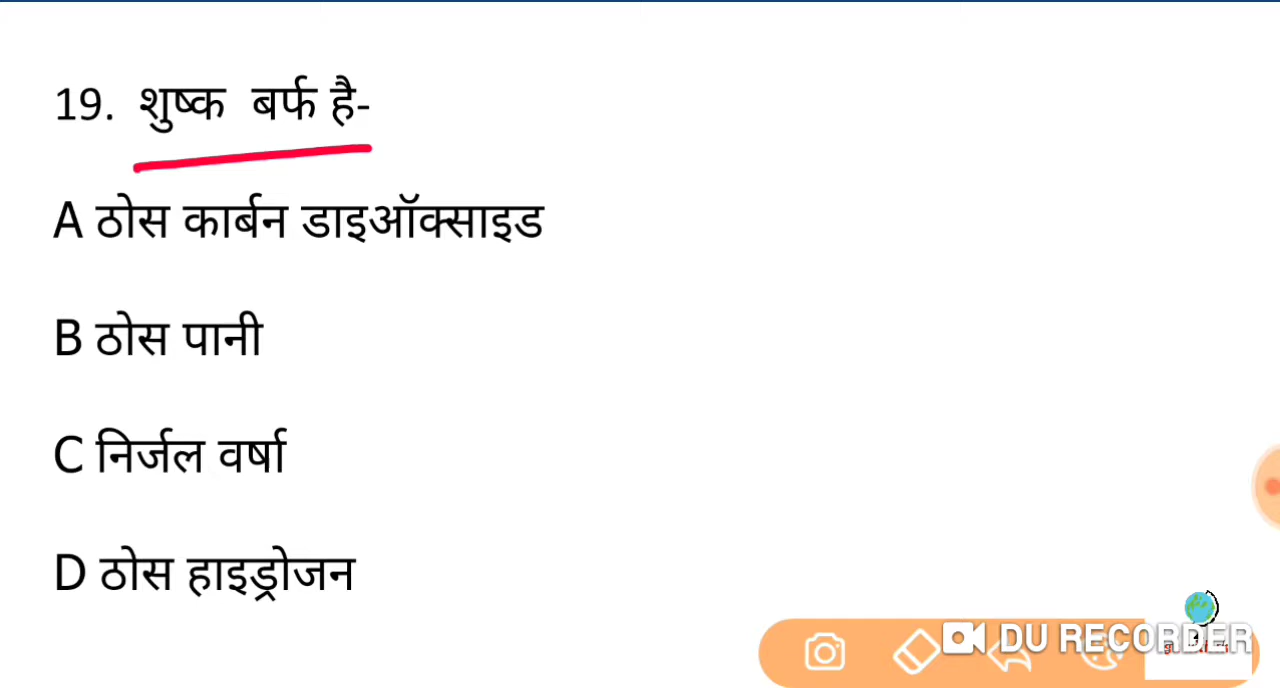 19. शुष्क बर्फ है-
A ठोस कार्बन डाइऑक्साइड
B ठोस पानी
C निर्जल वर्षा
D ठोस हाइड्रोजन
DU RECORDER